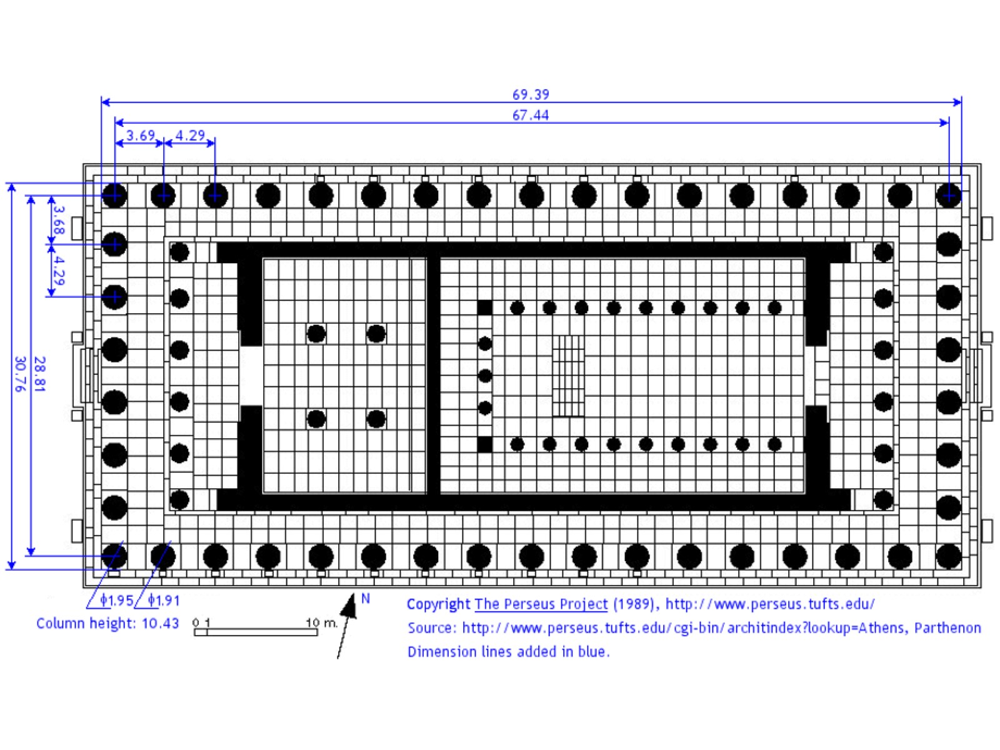 69.39
67.44
3.69 4.29
3.68
4.29
28.81
30.76
ϕ1.95 ϕ1.91
Column height: 10.43
0 1 10 m.
N
Copyright The Perseus Project (1989), http://www.perseus.tufts.edu/
Source: http://www.perseus.tufts.edu/cgi-bin/architindex?lookup=Athens, Parthenon
Dimension lines added in blue.